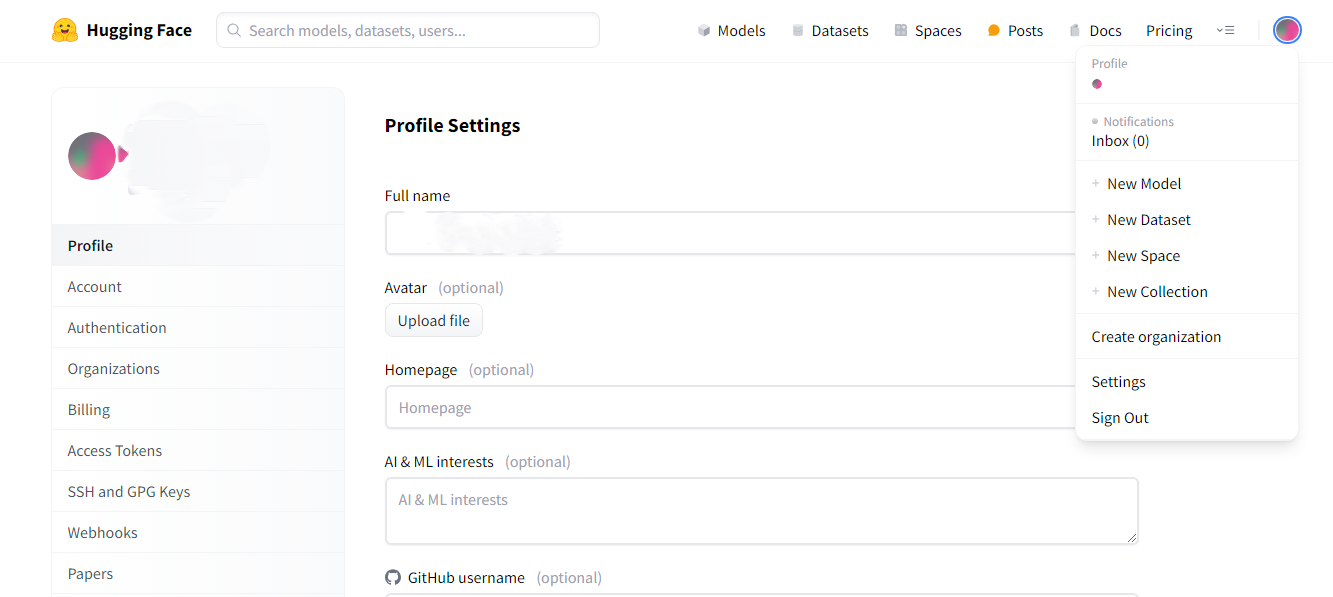 Hugging Face
Search models, datasets, users...
Models
Datasets
Spaces
Posts
Docs
Pricing
Profile
Notifications
Inbox (0)
+ New Model
+ New Dataset
+ New Space
+ New Collection
Create organization
Settings
Sign Out
Profile
Account
Authentication
Organizations
Billing
Access Tokens
SSH and GPG Keys
Webhooks
Papers
Profile Settings
Full name
Avatar (optional)
Upload file
Homepage (optional)
Homepage
AI & ML interests (optional)
AI & ML interests
GitHub username (optional)